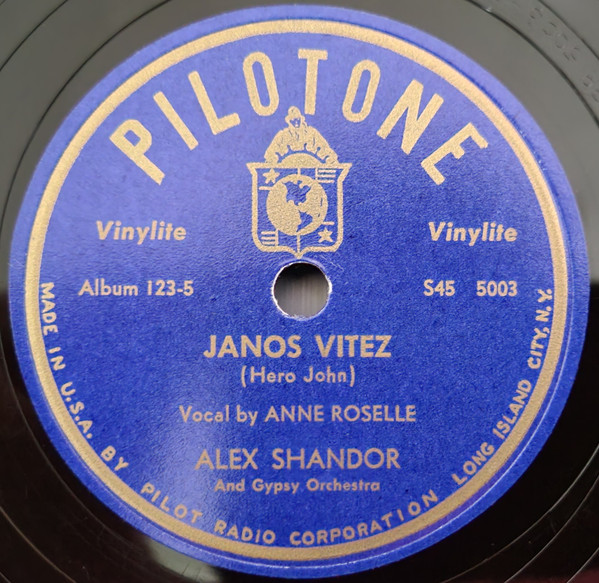 PILOTONE
Vinylite Vinylite
Album 123-5 S45 5003
JANOS VITEZ
(Hero John)
Vocal by ANNE ROSELLE
ALEX SHANDOR
And Gypsy Orchestra
MADE IN U.S.A. BY PILOT RADIO CORPORATION LONG ISLAND CITY, N.Y.